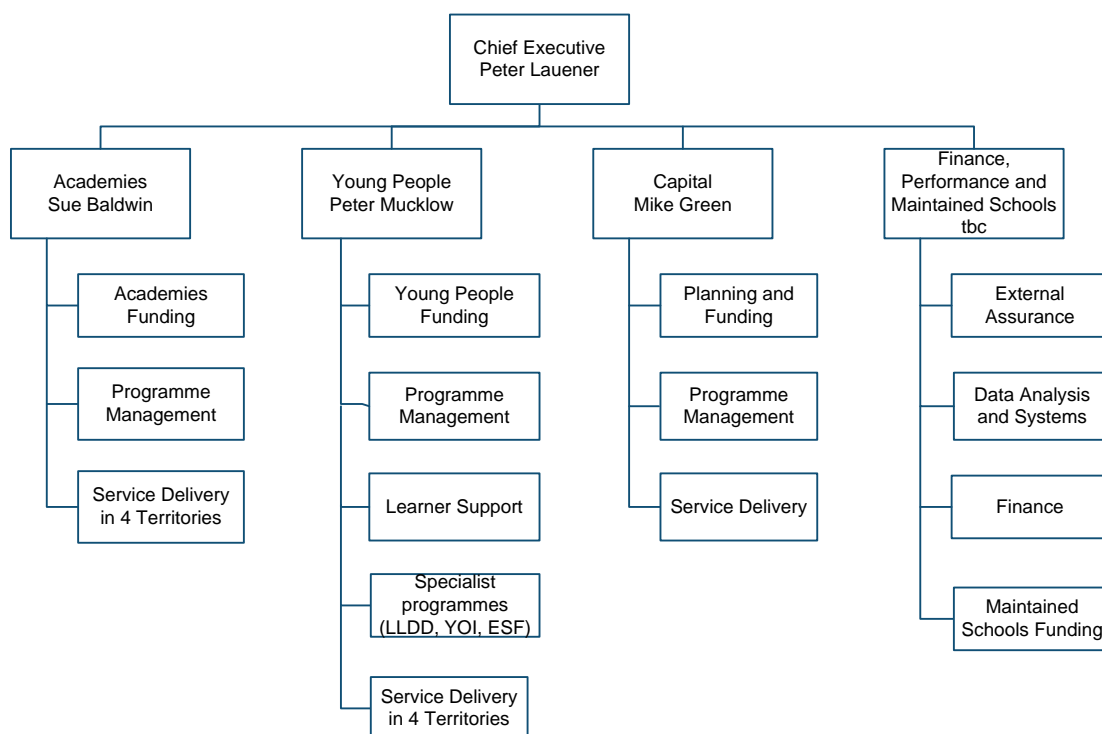 Chief Executive
Peter Lauener
Academies
Sue Baldwin
Young People
Peter Mucklow
Capital
Mike Green
Finance,
Performance and
Maintained Schools
tbc
Academies
Funding
Programme
Management
Service Delivery
in 4 Territories
Young People
Funding
Programme
Management
Learner Support
Specialist
programmes
(LLDD, YOI, ESF)
Service Delivery
in 4 Territories
Planning and
Funding
Programme
Management
Service Delivery
External
Assurance
Data Analysis
and Systems
Finance
Maintained
Schools Funding